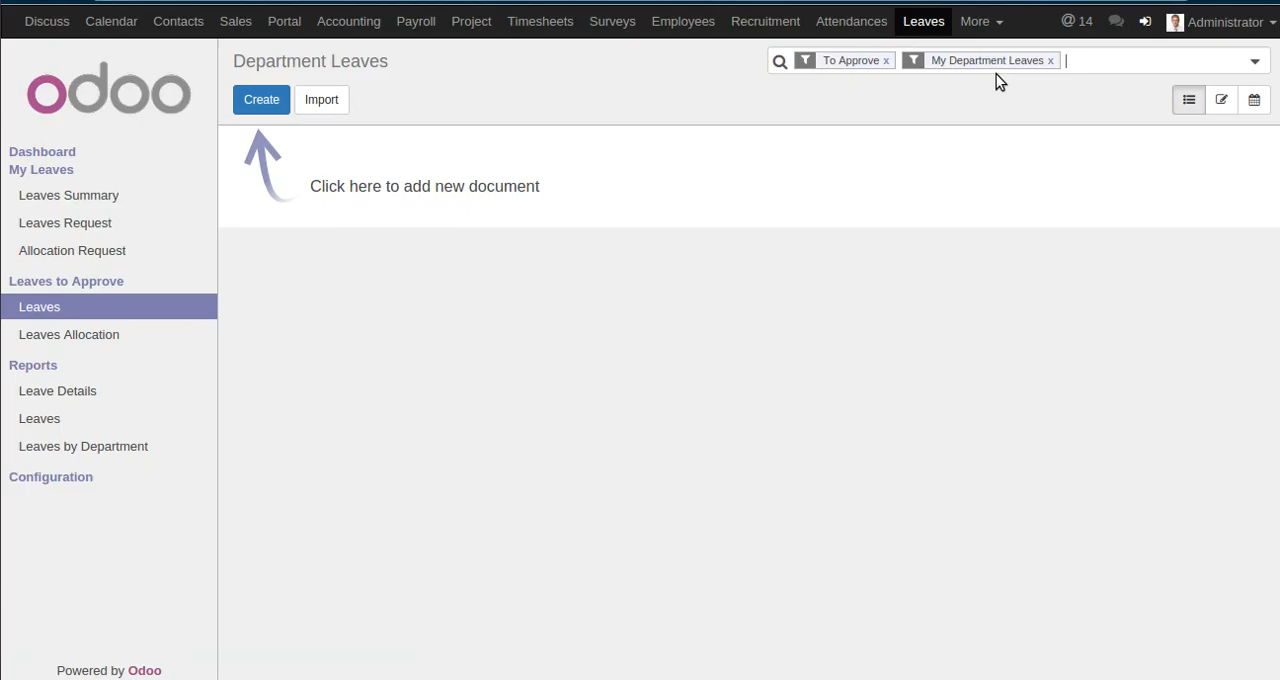 Discuss Calendar Contacts Sales Portal Accounting Payroll Project Timesheets Surveys Employees Recruitment Attendances Leaves More @ 14 Administrator
odoo
Department Leaves
To Approve x My Department Leaves x
Create Import
Click here to add new document
Dashboard
My Leaves
Leaves Summary
Leaves Request
Allocation Request
Leaves to Approve
Leaves
Leaves Allocation
Reports
Leave Details
Leaves
Leaves by Department
Configuration
Powered by Odoo